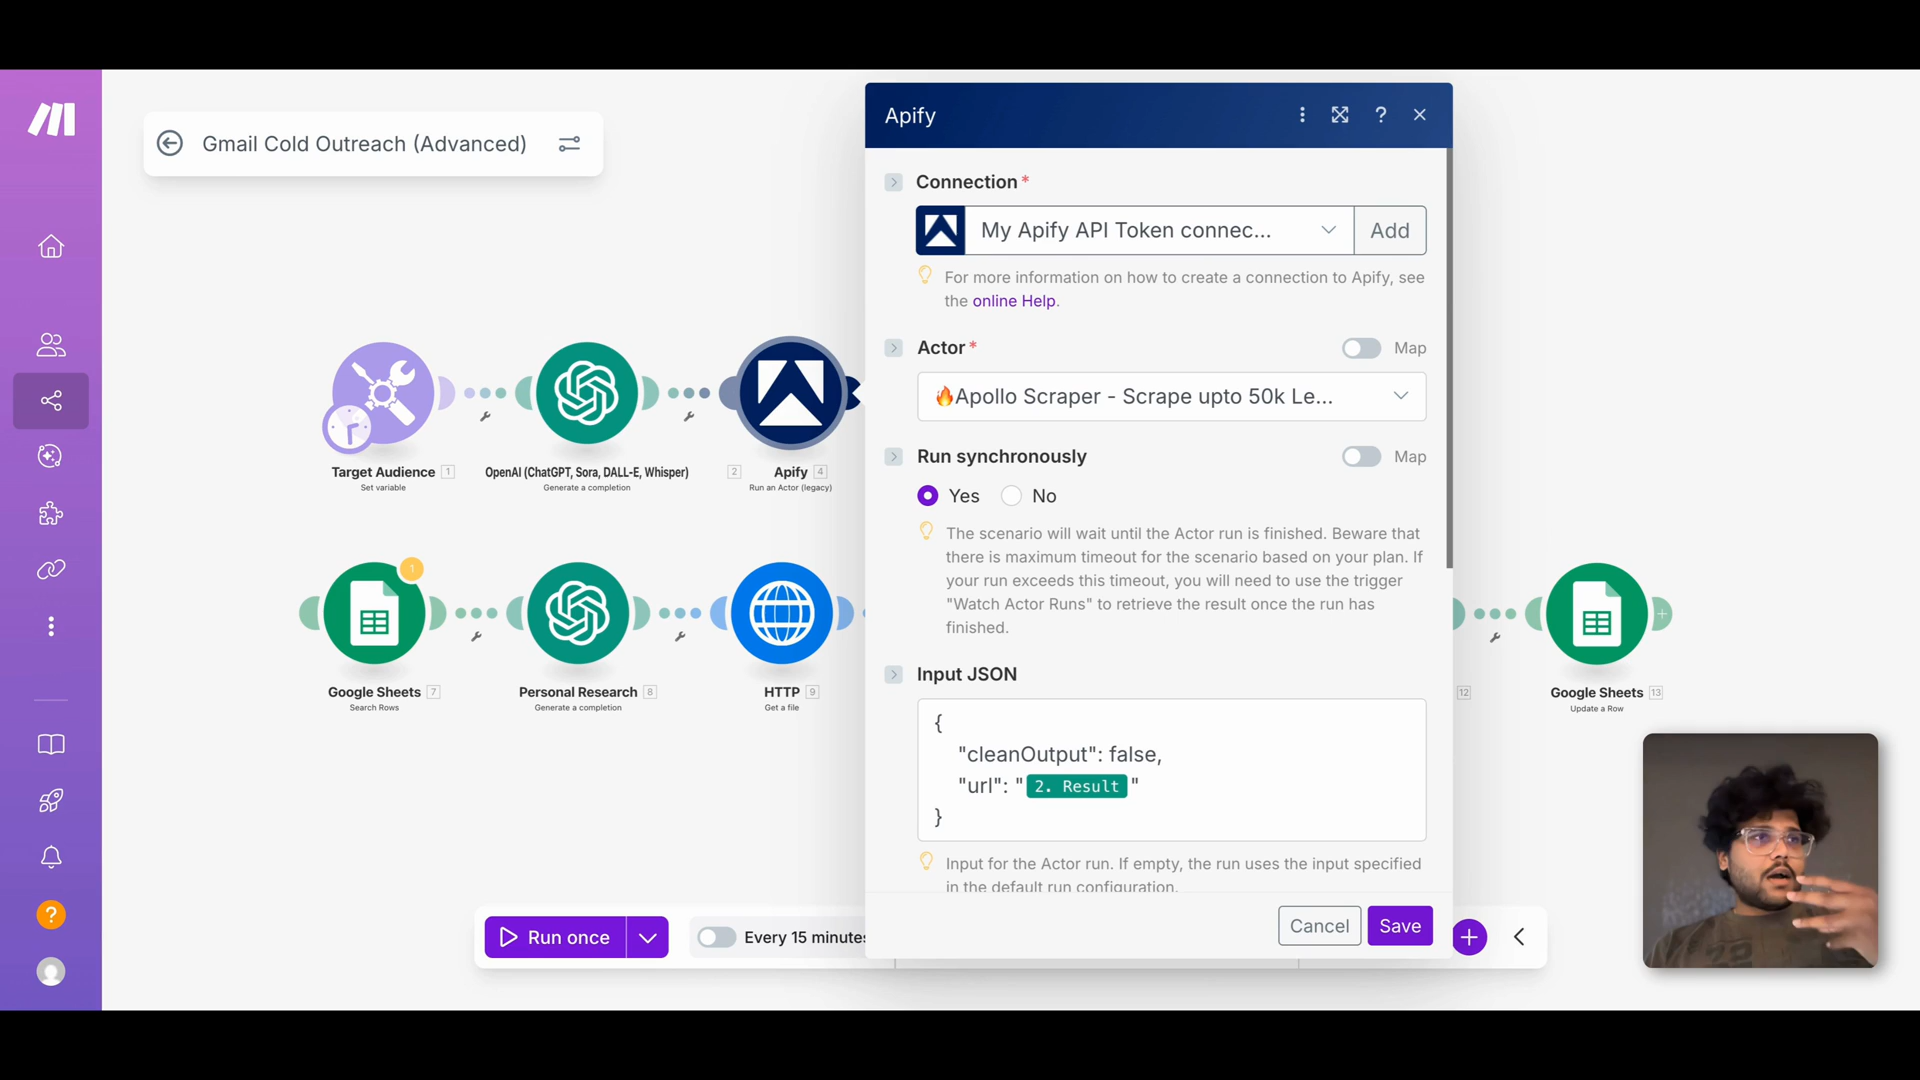 Gmail Cold Outreach (Advanced)
Apify
?
Connection *
My Apify API Token connec...
Add
For more information on how to create a connection to Apify, see
the online Help.
Actor *
Map
🔥Apollo Scraper - Scrape upto 50k Le...
Run synchronously
Map
Yes
No
The scenario will wait until the Actor run is finished. Beware that
there is maximum timeout for the scenario based on your plan. If
your run exceeds this timeout, you will need to use the trigger
"Watch Actor Runs" to retrieve the result once the run has
finished.
Input JSON
{
"cleanOutput": false,
"url": "2. Result"
}
Input for the Actor run. If empty, the run uses the input specified
in the default run configuration.
Cancel
Save
Target Audience 1
Set variable
OpenAI (ChatGPT, Sora, DALL-E, Whisper) 2
Generate a completion
Apify 4
Run an Actor (legacy)
1
Google Sheets 7
Search Rows
Personal Research 8
Generate a completion
HTTP 9
Get a file
12
Google Sheets 13
Update a Row
Run once
Every 15 minutes
?